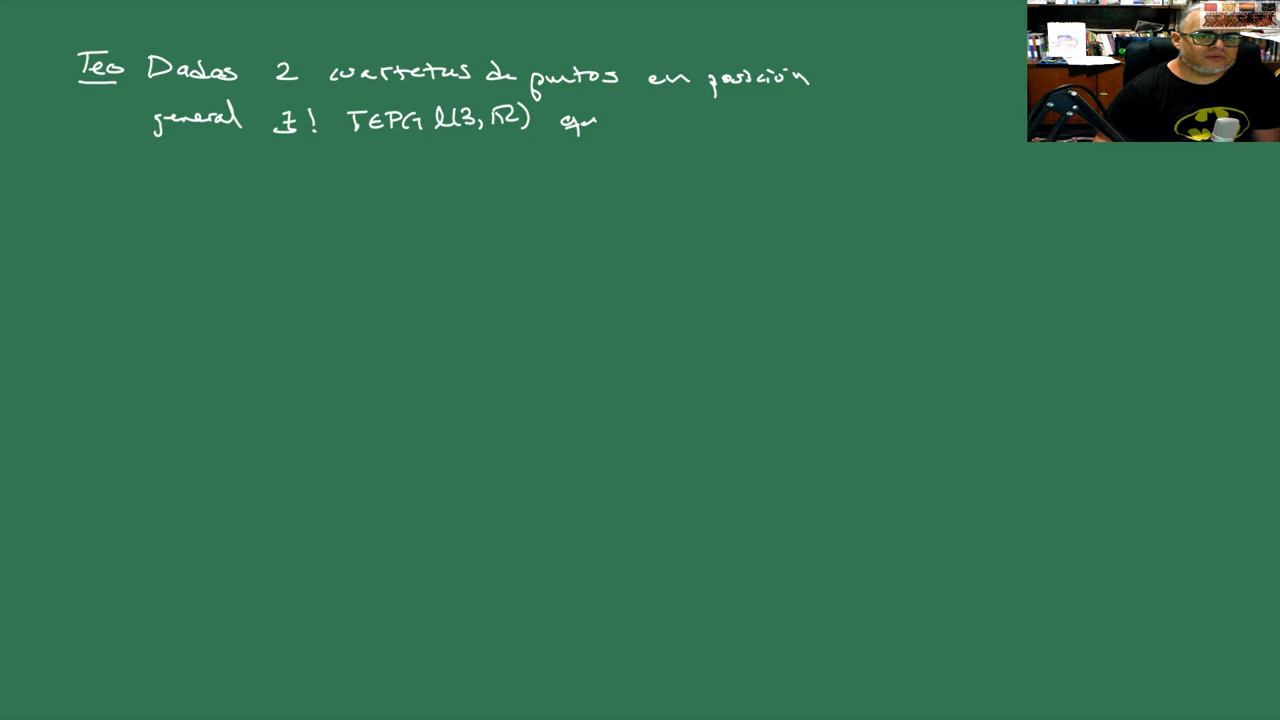 Teo Dados 2 cuartetas de puntos en posición
general ∃! T∈PGL(3,ℝ) que